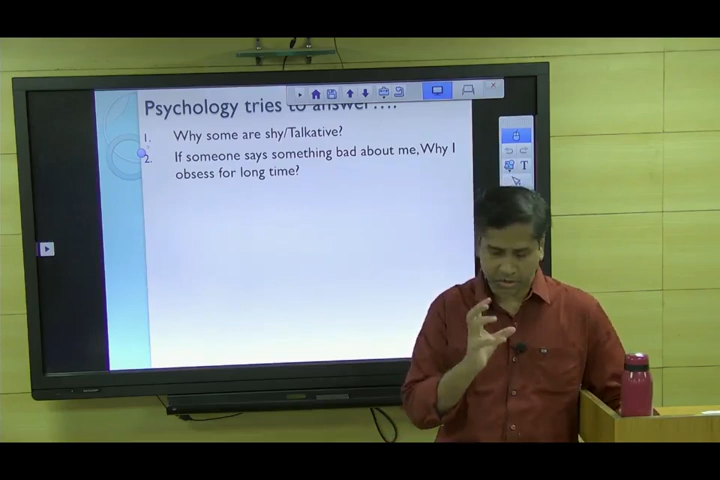 Psychology tries to answer….
1. Why some are shy/Talkative?
2. If someone says something bad about me, Why I
obsess for long time?
T